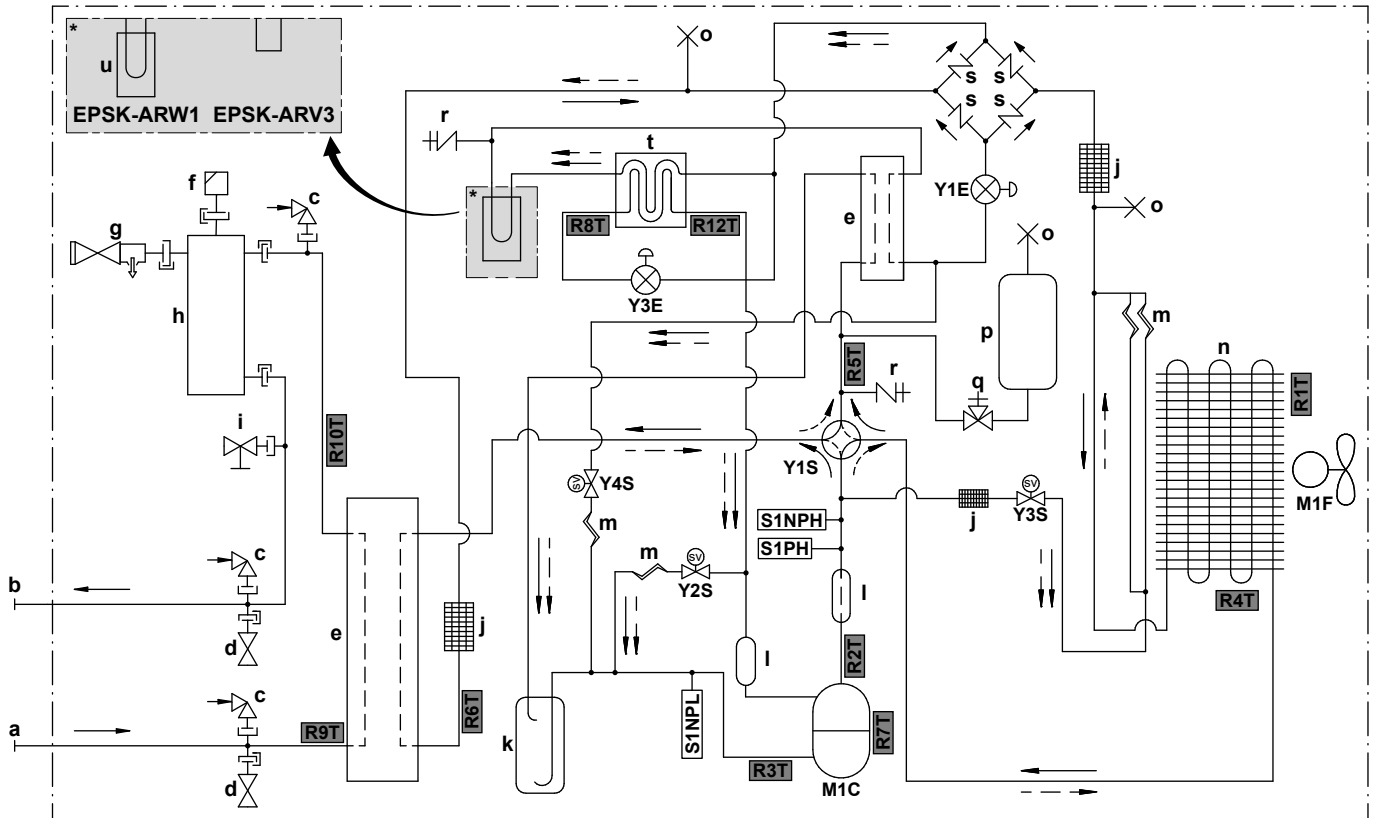 *
u
EPSK-ARW1 EPSK-ARV3
o
s s
s s
r
t
j
f
c
*
e
Y1E
o
g
R8T
R12T
o
Y3E
h
m
p
n
R5T
r
q
R1T
i
R10T
Y1S
Y4S
SV
M1F
S1NPH
j
SV
Y3S
m
S1PH
m
SV
Y2S
c
b
l
R4T
e
j
d
l
R2T
c
R6T
S1NPL
R7T
a
R9T
k
R3T
d
M1C